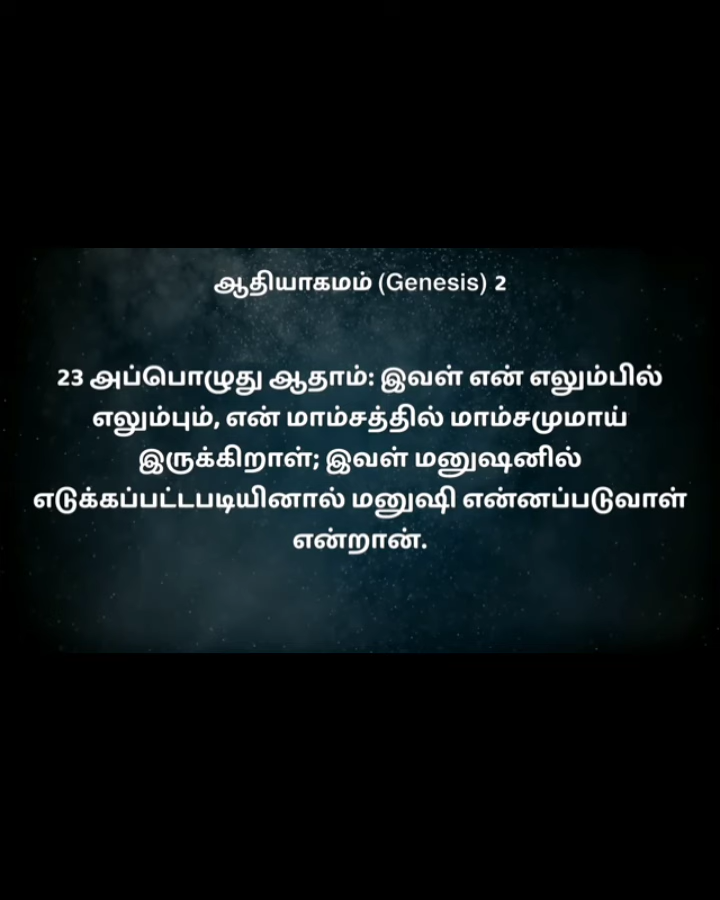 ஆதியாகமம் (Genesis) 2
23 அப்பொழுது ஆதாம்: இவள் என் எலும்பில்
எலும்பும், என் மாம்சத்தில் மாம்சமுமாய்
இருக்கிறாள்; இவள் மனுஷனில்
எடுக்கப்பட்டபடியினால் மனுஷி என்னப்படுவாள்
என்றான்.